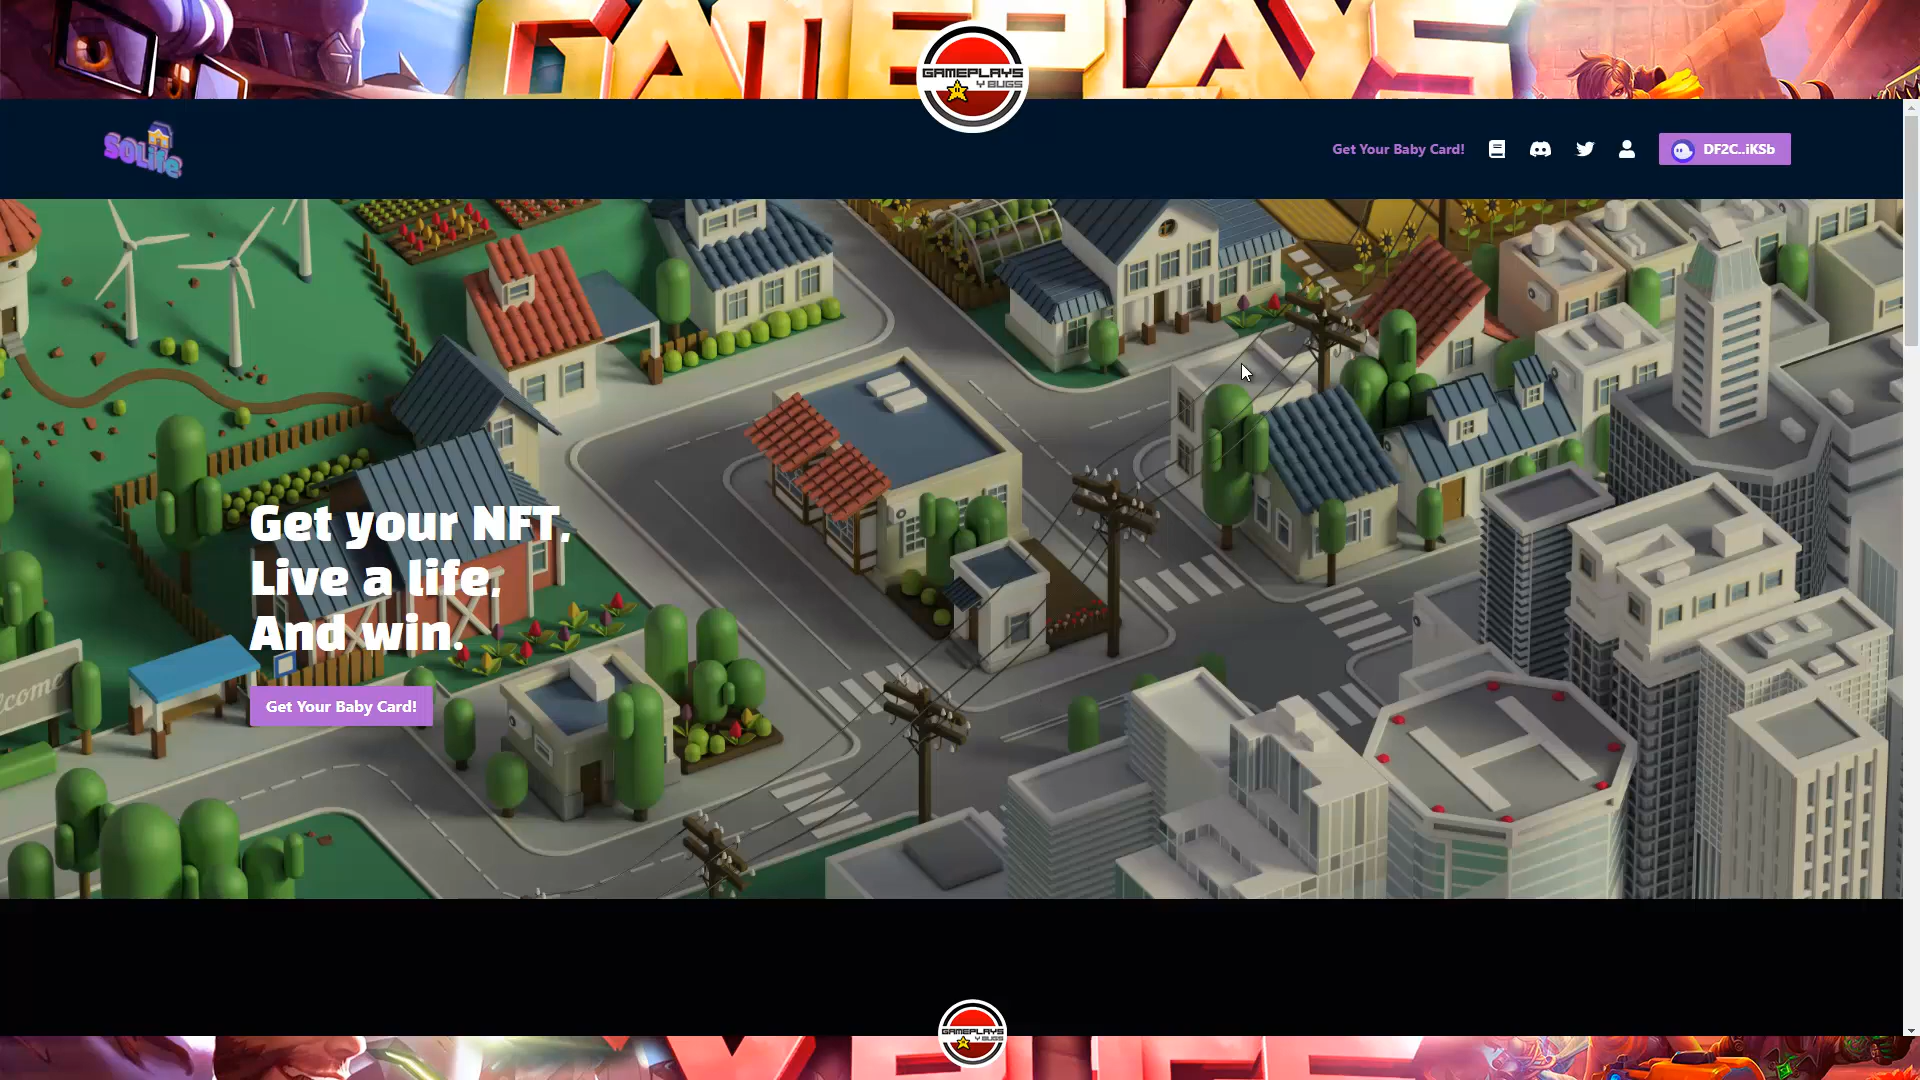 GAMEPLAYS
GAMEPLAYS
Y BUGS
SOLife
Get Your Baby Card!
DF2C..iKSb
Get your NFT,
Live a life,
And win.
Get Your Baby Card!
GAMEPLAYS
Y BUGS